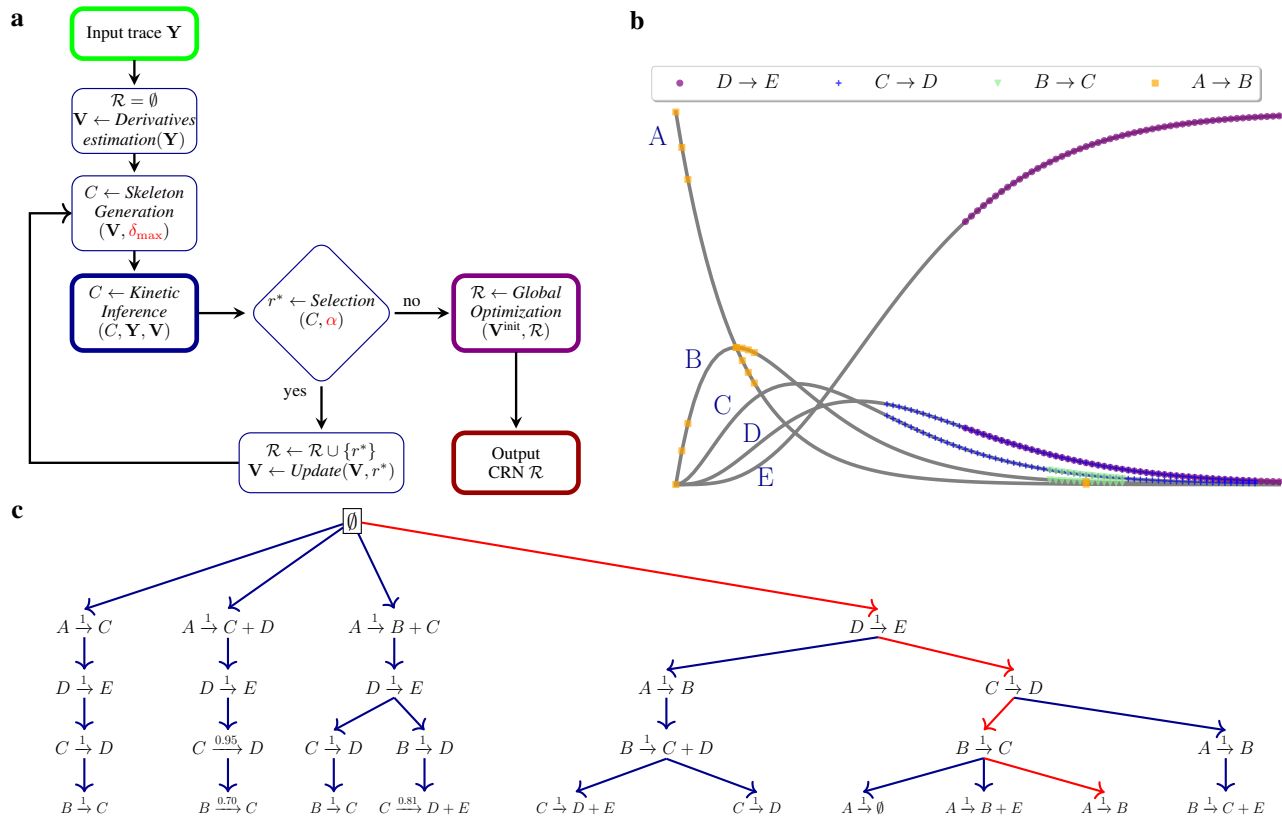 a
Input trace Y
ℛ = ∅
V ← Derivatives
estimation(Y)
C ← Skeleton
Generation
(V, δmax)
C ← Kinetic
Inference
(C, Y, V)
r* ← Selection
(C, α)
no
yes
ℛ ← Global
Optimization
(V^init, ℛ)
ℛ ← ℛ ∪ {r*}
V ← Update(V, r*)
Output
CRN ℛ
b
D → E C → D B → C A → B
A
B
C
D
E
c
∅
A →^1 C A →^1 C + D A →^1 B + C D →^1 E
D →^1 E D →^1 E D →^1 E A →^1 B C →^1 D
C →^1 D C →^0.95 D C →^1 D B →^1 D B →^1 C + D B →^1 C A →^1 B
B →^1 C B →^0.70 C B →^1 C C →^0.81 D + E C →^1 D + E C →^1 D A →^1 ∅ A →^1 B + E A →^1 B B →^1 C + E